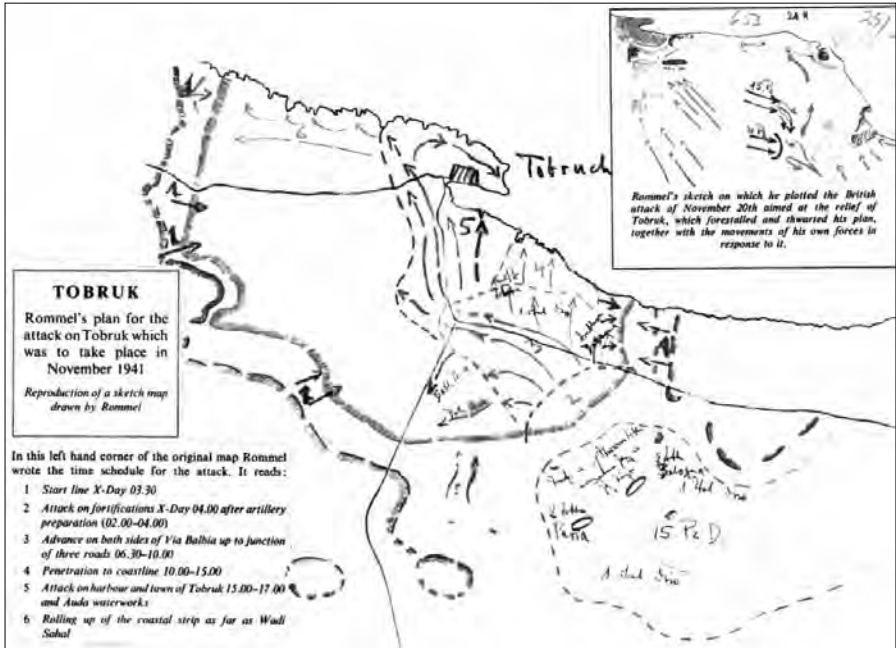 653
Tobruch
Rommel's sketch on which he plotted the British
attack of November 20th aimed at the relief of
Tobruk, which forestalled and thwarted his plan,
together with the movements of his own forces in
response to it.
TOBRUK
Rommel's plan for the
attack on Tobruk which
was to take place in
November 1941
Reproduction of a sketch map
drawn by Rommel
In this left hand corner of the original map Rommel
wrote the time schedule for the attack. It reads:
1 Start line X-Day 03.30
2 Attack on fortifications X-Day 04.00 after artillery
preparation (02.00–04.00)
3 Advance on both sides of Via Balbia up to junction
of three roads 06.30–10.00
4 Penetration to coastline 10.00–15.00
5 Attack on harbour and town of Tobruk 15.00–17.00
and Auda waterworks
6 Rolling up of the coastal strip as far as Wadi
Sahal
6
1
1
5
4
3
2
15 Pz D